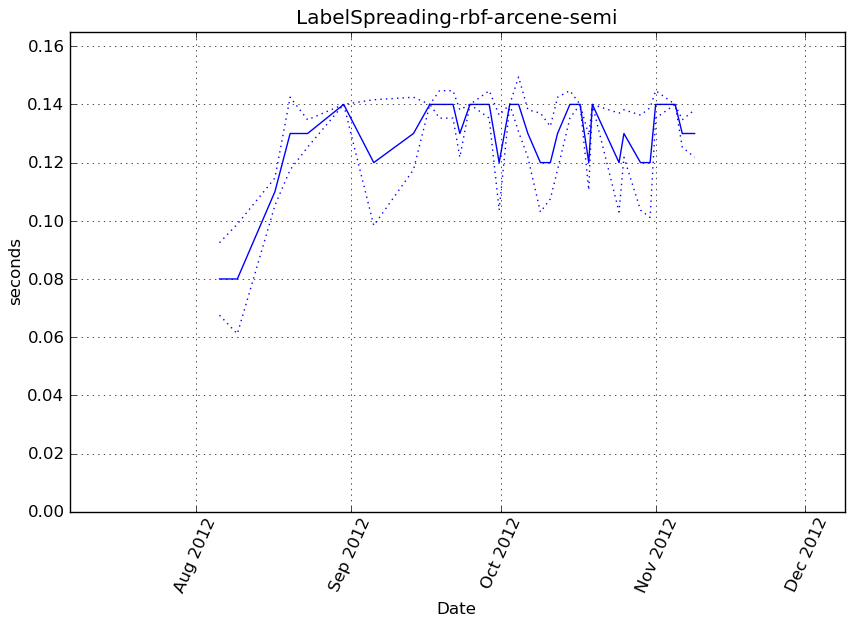 LabelSpreading-rbf-arcene-semi
0.16
0.14
0.12
0.10
0.08
0.06
0.04
0.02
0.00
seconds
Aug 2012
Sep 2012
Oct 2012
Nov 2012
Dec 2012
Date